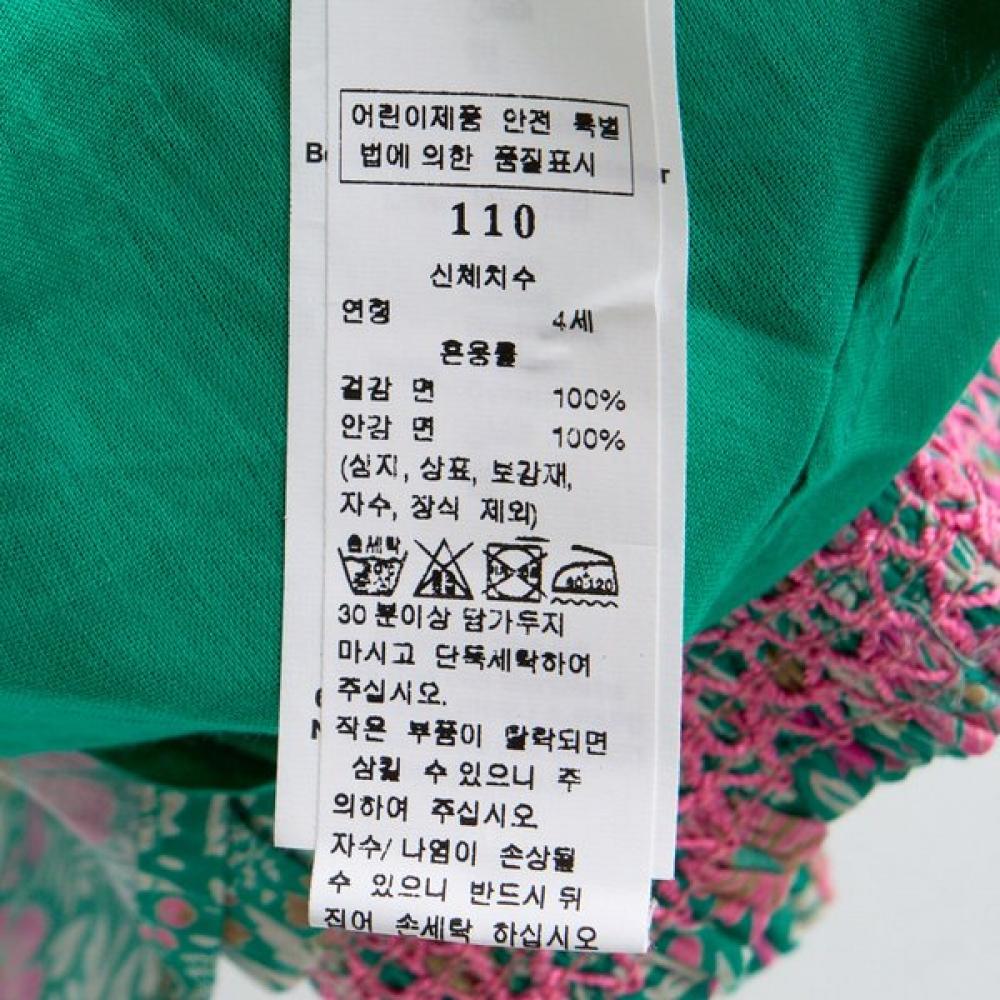 어린이제품 안전 특별
법에 의한 품질표시
110
신체치수
연령 4세
혼용률
겉감 면 100%
안감 면 100%
(심지, 상표, 보강재,
자수, 장식 제외)
손세탁
30 분이상 담가두지
마시고 단독세탁하여
주십시오.
작은 부품이 탈락되면
삼킬 수 있으니 주
의하여 주십시오
자수/ 나염이 손상될
수 있으니 반드시 뒤
집어 손세탁 하십시오